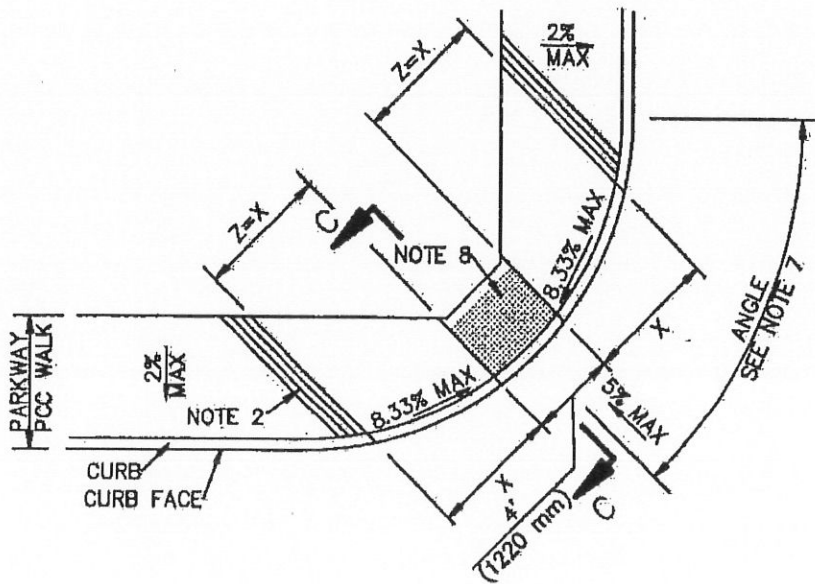 2%
MAX
Z=X
Z=X
C
NOTE 8
8.33% MAX
ANGLE
SEE NOTE 7
X
PARKWAY
PCC WALK
2%
MAX
NOTE 2
8.33% MAX
5% MAX
CURB
CURB FACE
X
4'
(1220 mm)
C